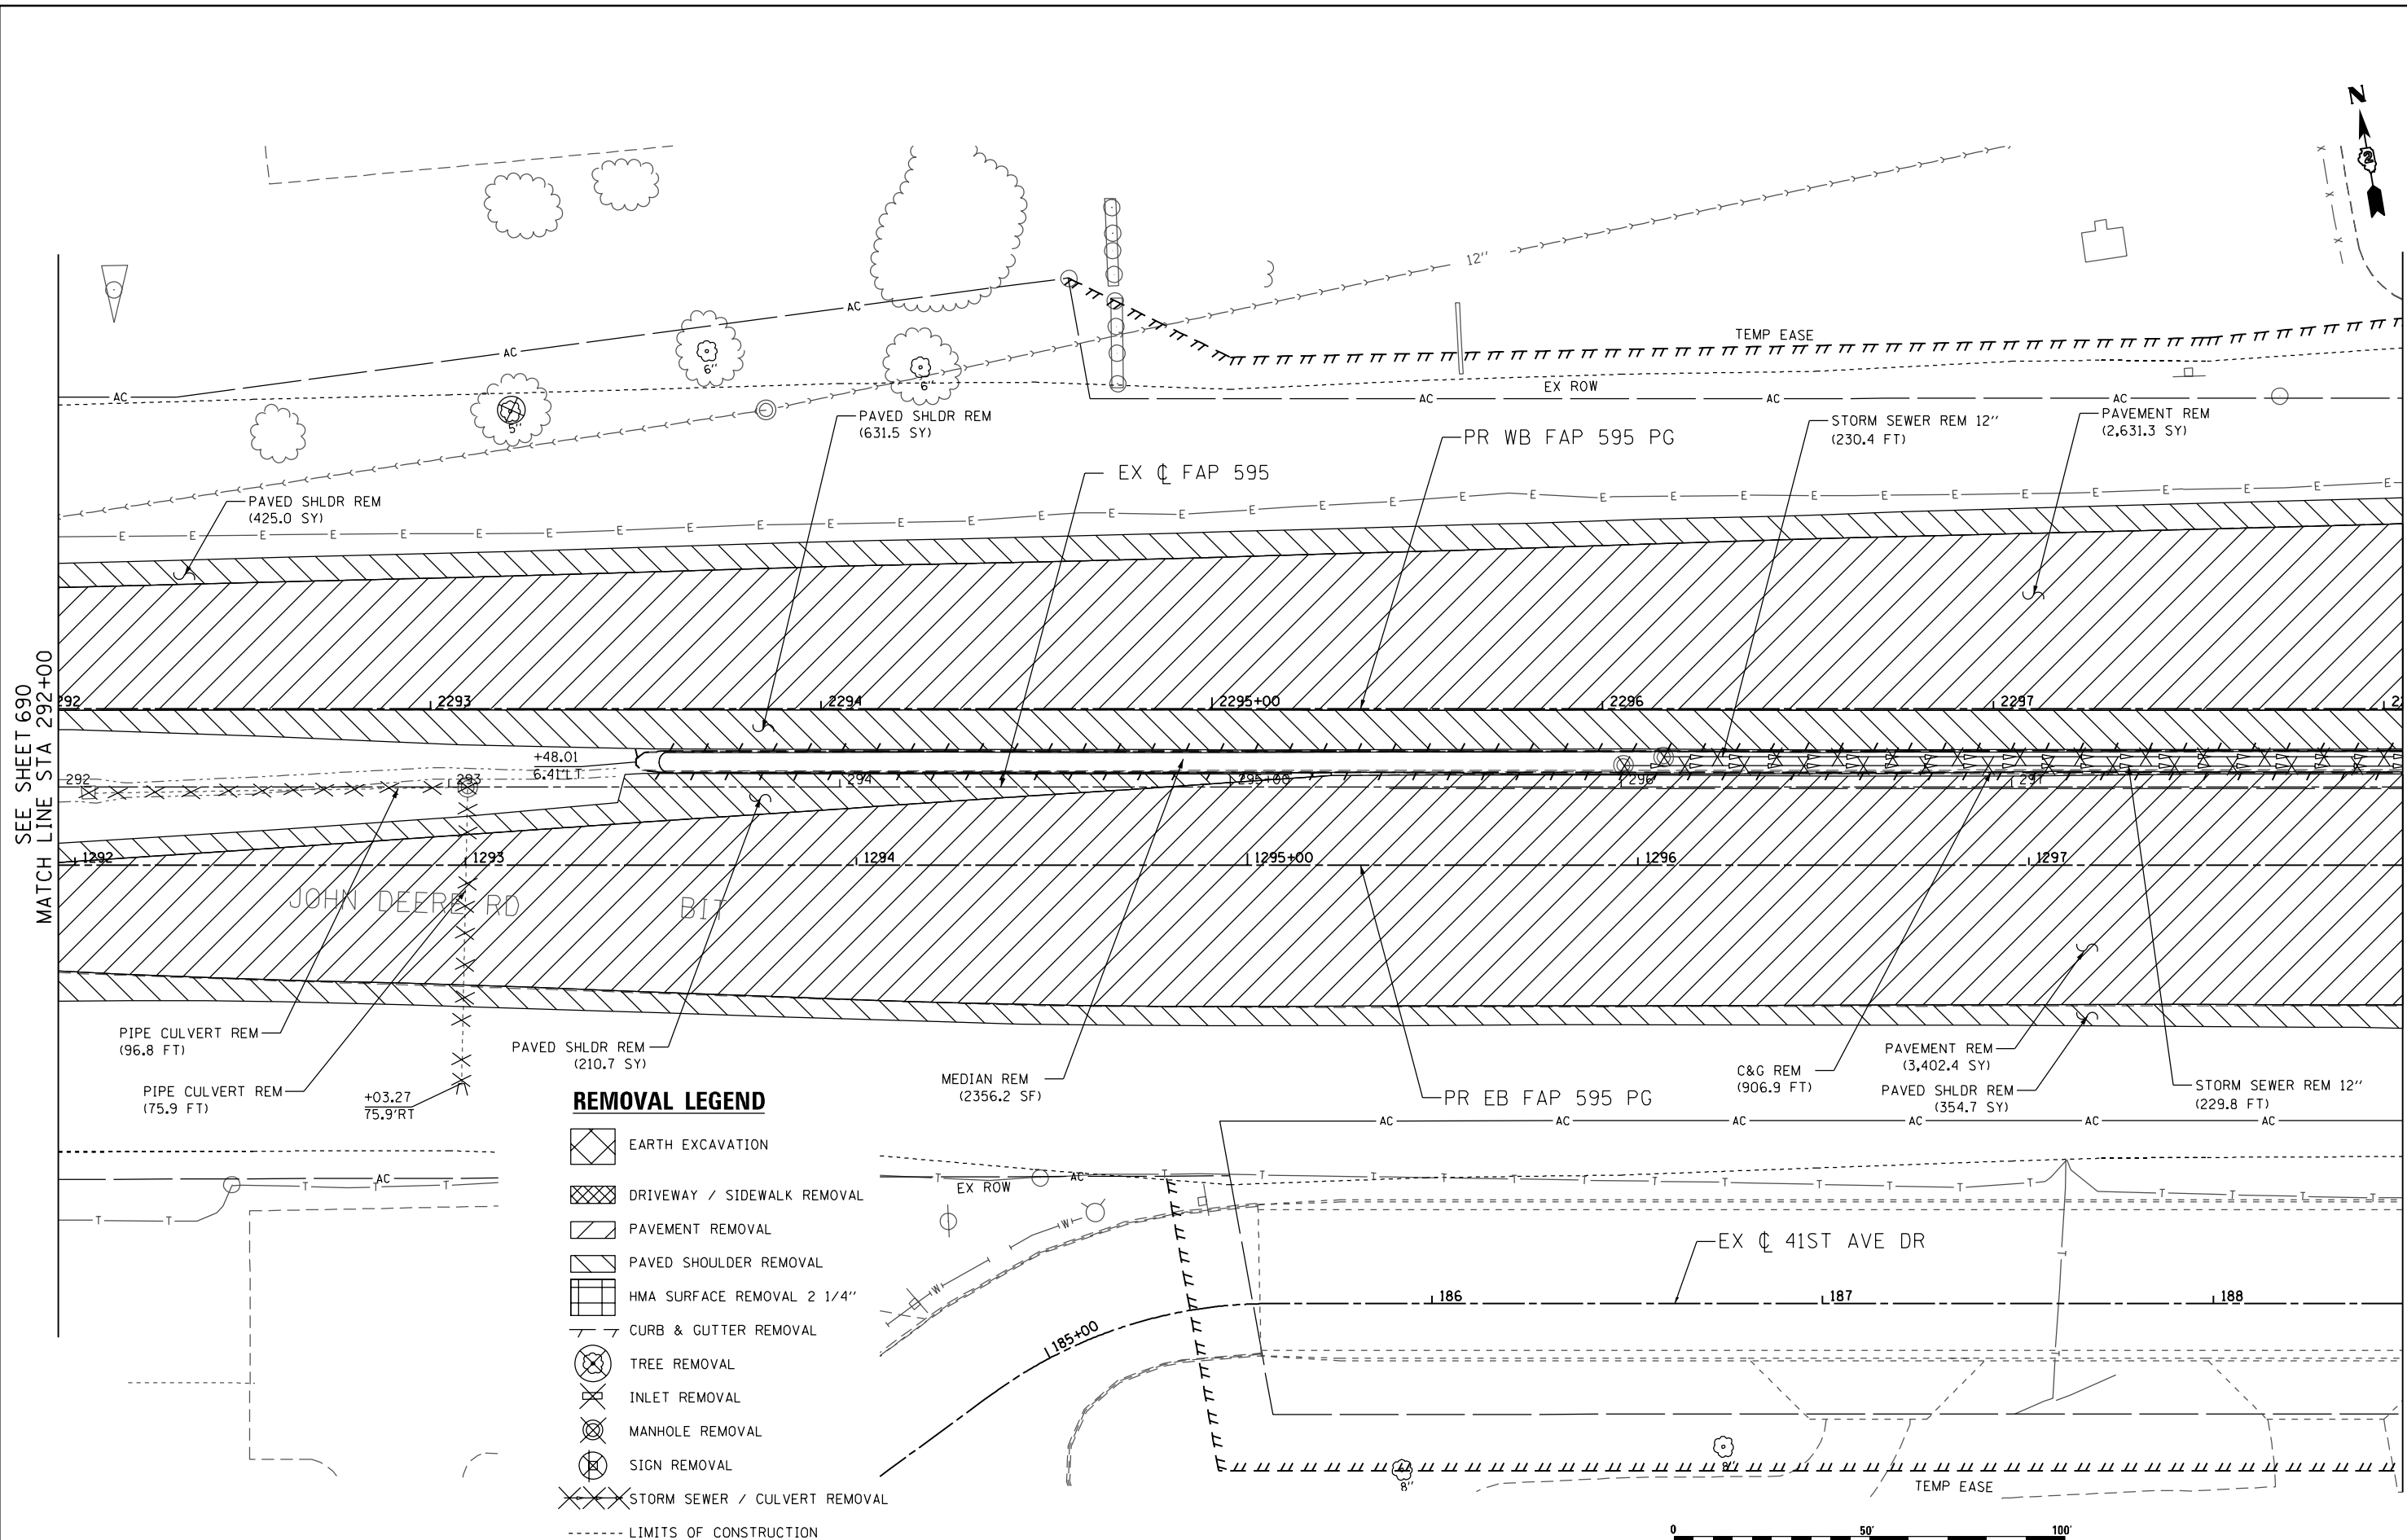 N
2
12"
TEMP EASE
EX ROW
AC
AC
AC
AC
AC
AC
6"
6"
5"
PAVED SHLDR REM
(631.5 SY)
PR WB FAP 595 PG
STORM SEWER REM 12"
(230.4 FT)
PAVEMENT REM
(2,631.3 SY)
EX ℄ FAP 595
PAVED SHLDR REM
(425.0 SY)
E E E E E E E E E E E E E E E E E E E E E E E E E E E E E E E E E
SEE SHEET 690
MATCH LINE STA 292+00
292 2293 2294 2295+00 2296 2297
+48.01
6.41'LT
292 293 294 295+00 296 297
1292 1293 1294 1295+00 1296 1297
JOHN DEERE RD BIT
PIPE CULVERT REM
(96.8 FT)
PIPE CULVERT REM
(75.9 FT)
+03.27
75.9'RT
PAVED SHLDR REM
(210.7 SY)
MEDIAN REM
(2356.2 SF)
PR EB FAP 595 PG
C&G REM
(906.9 FT)
PAVEMENT REM
(3,402.4 SY)
PAVED SHLDR REM
(354.7 SY)
STORM SEWER REM 12"
(229.8 FT)
AC AC AC AC AC AC
AC
T T T T T
EX ROW
AC
T T T T T T T T T T T T T T T
W W
EX ℄ 41ST AVE DR
185+00 186 187 188
8"
8"
TEMP EASE
REMOVAL LEGEND
EARTH EXCAVATION
DRIVEWAY / SIDEWALK REMOVAL
PAVEMENT REMOVAL
PAVED SHOULDER REMOVAL
HMA SURFACE REMOVAL 2 1/4"
CURB & GUTTER REMOVAL
TREE REMOVAL
INLET REMOVAL
MANHOLE REMOVAL
SIGN REMOVAL
STORM SEWER / CULVERT REMOVAL
LIMITS OF CONSTRUCTION
0 50' 100'